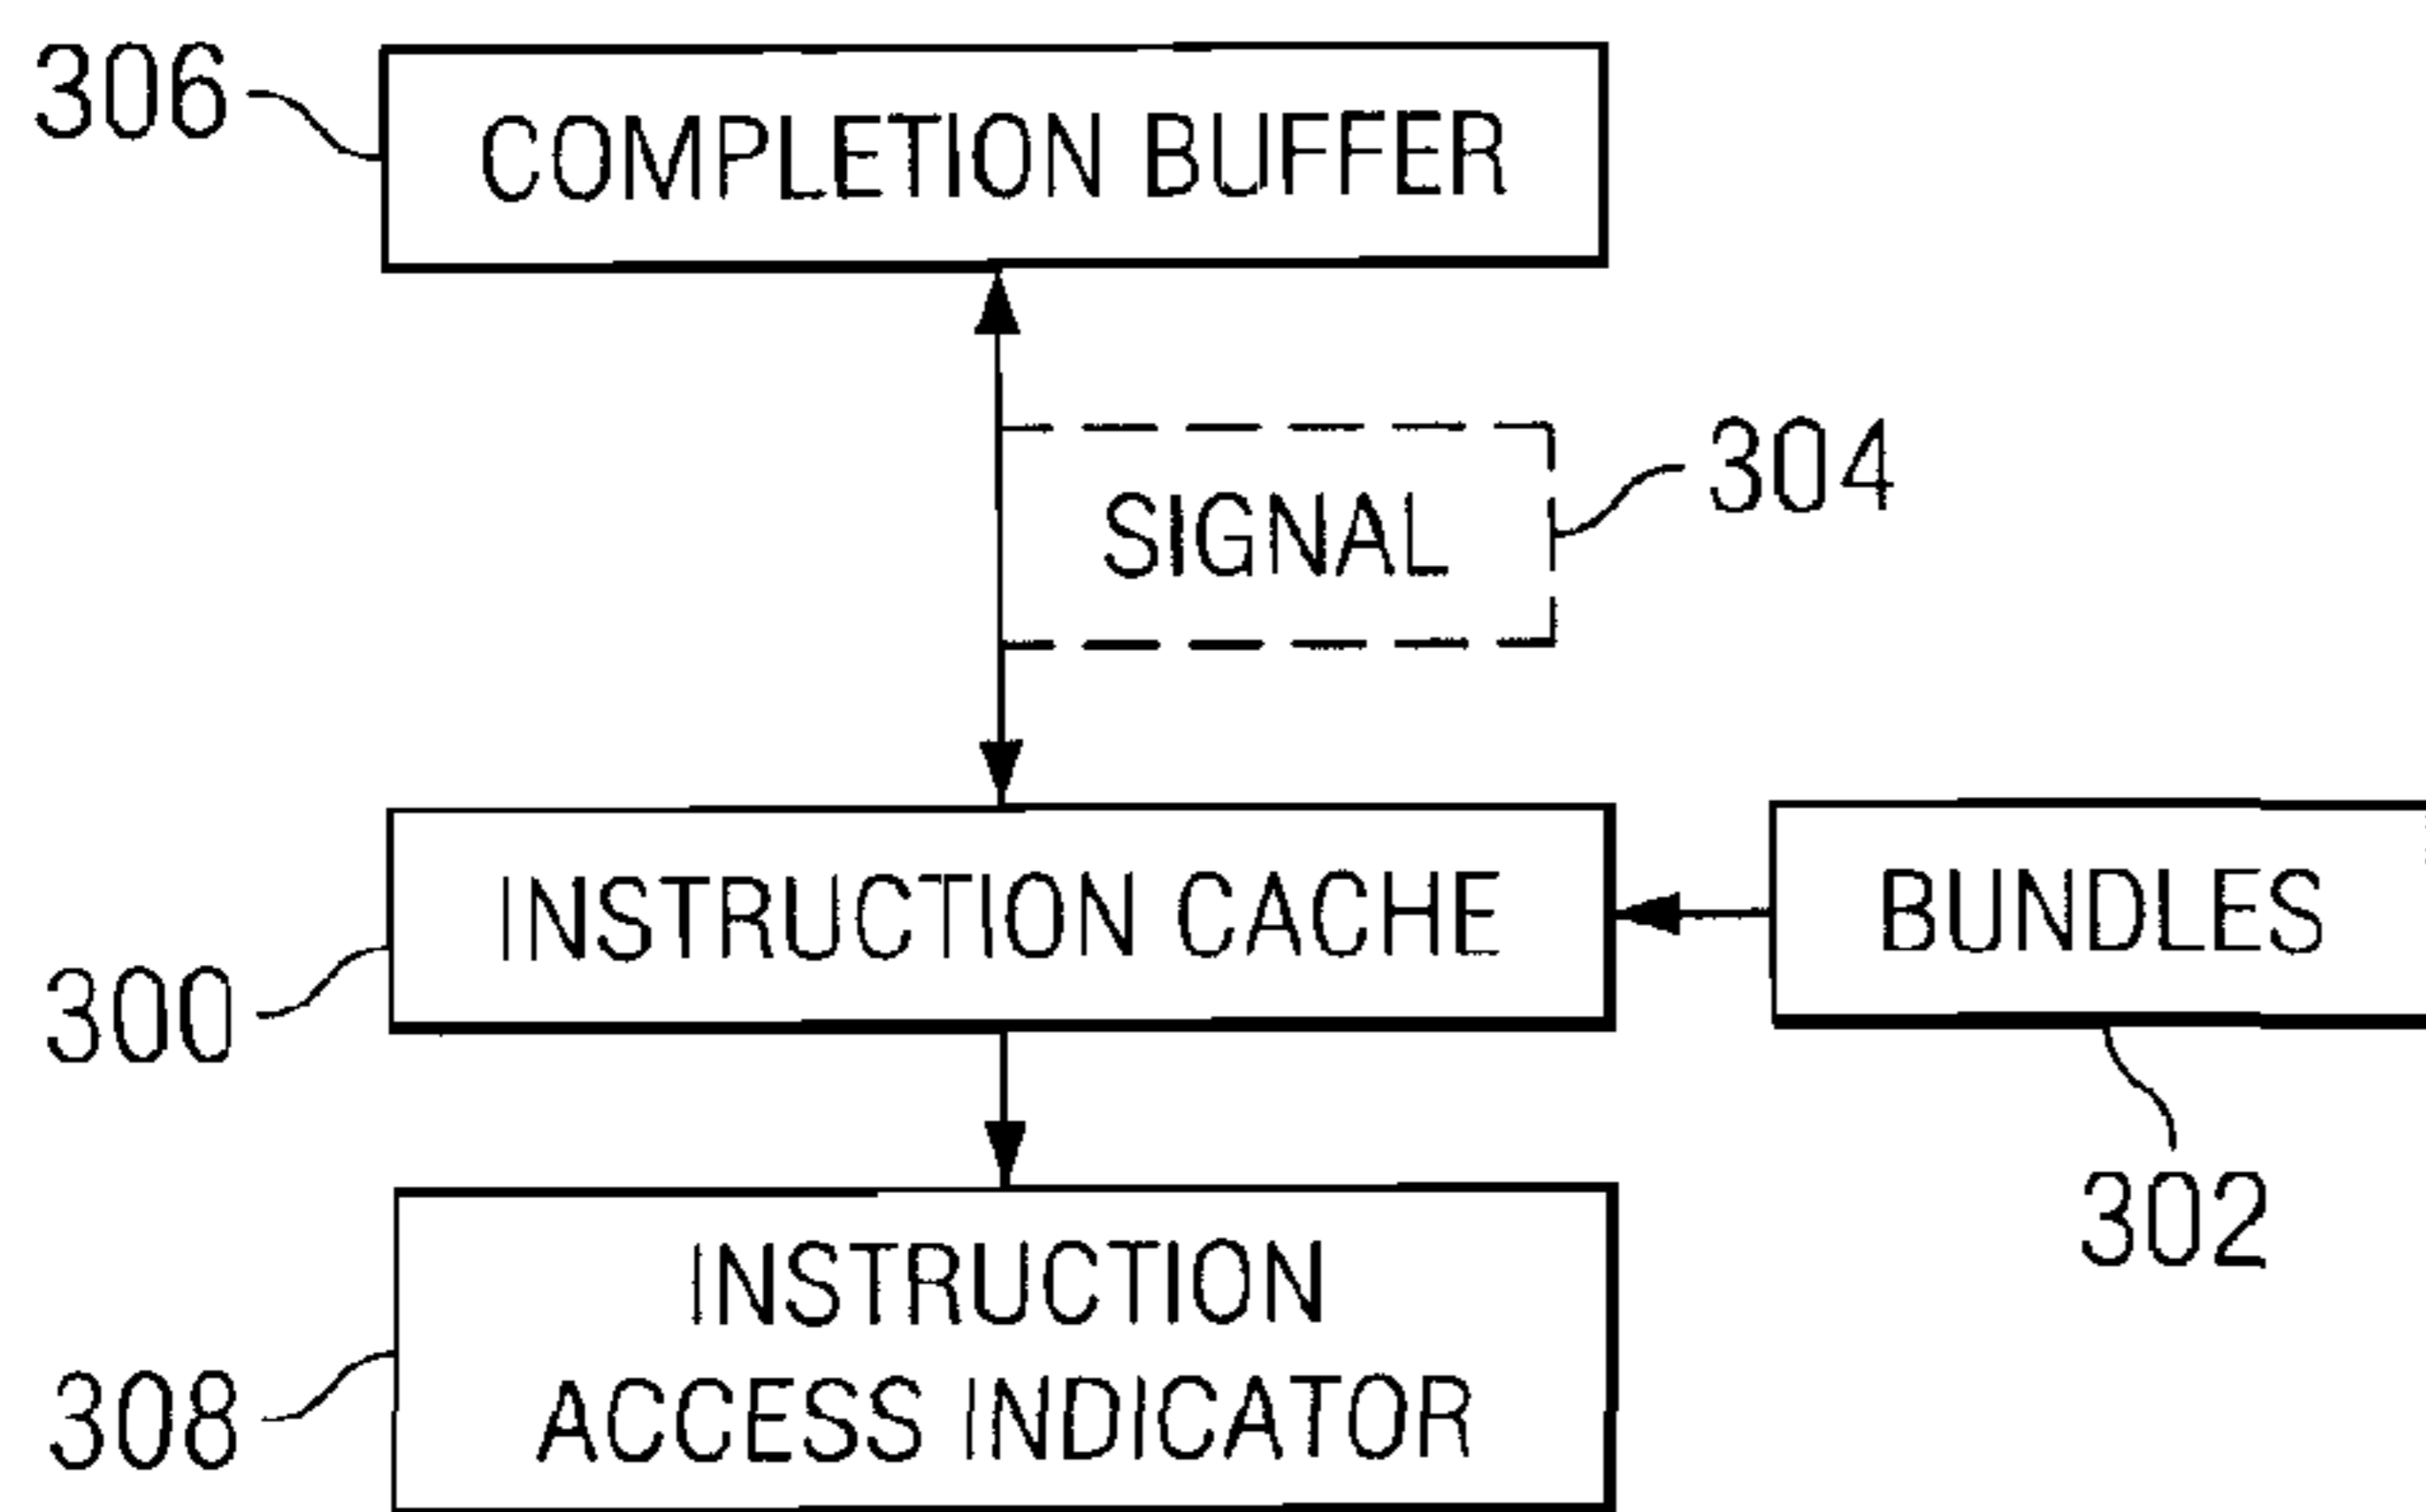 306
COMPLETION BUFFER
SIGNAL
304
INSTRUCTION CACHE
BUNDLES
300
302
INSTRUCTION
ACCESS INDICATOR
308